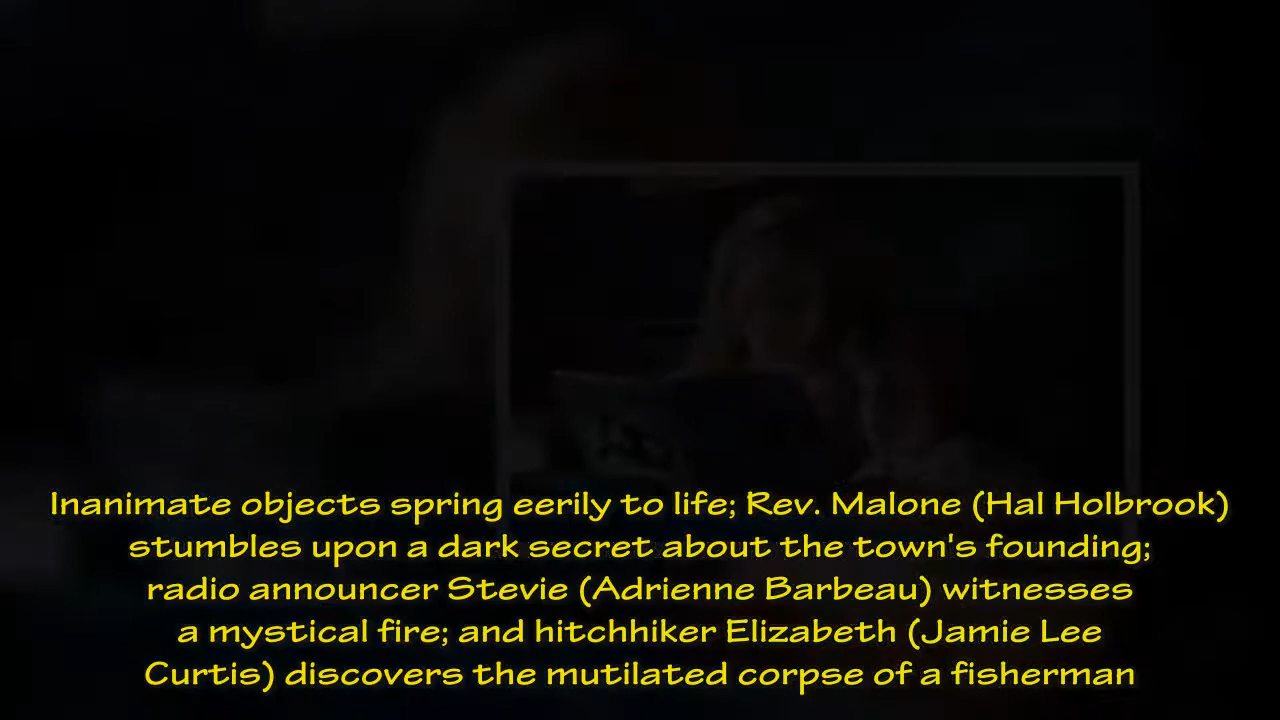 Inanimate objects spring eerily to life; Rev. Malone (Hal Holbrook)
stumbles upon a dark secret about the town's founding;
radio announcer Stevie (Adrienne Barbeau) witnesses
a mystical fire; and hitchhiker Elizabeth (Jamie Lee
Curtis) discovers the mutilated corpse of a fisherman